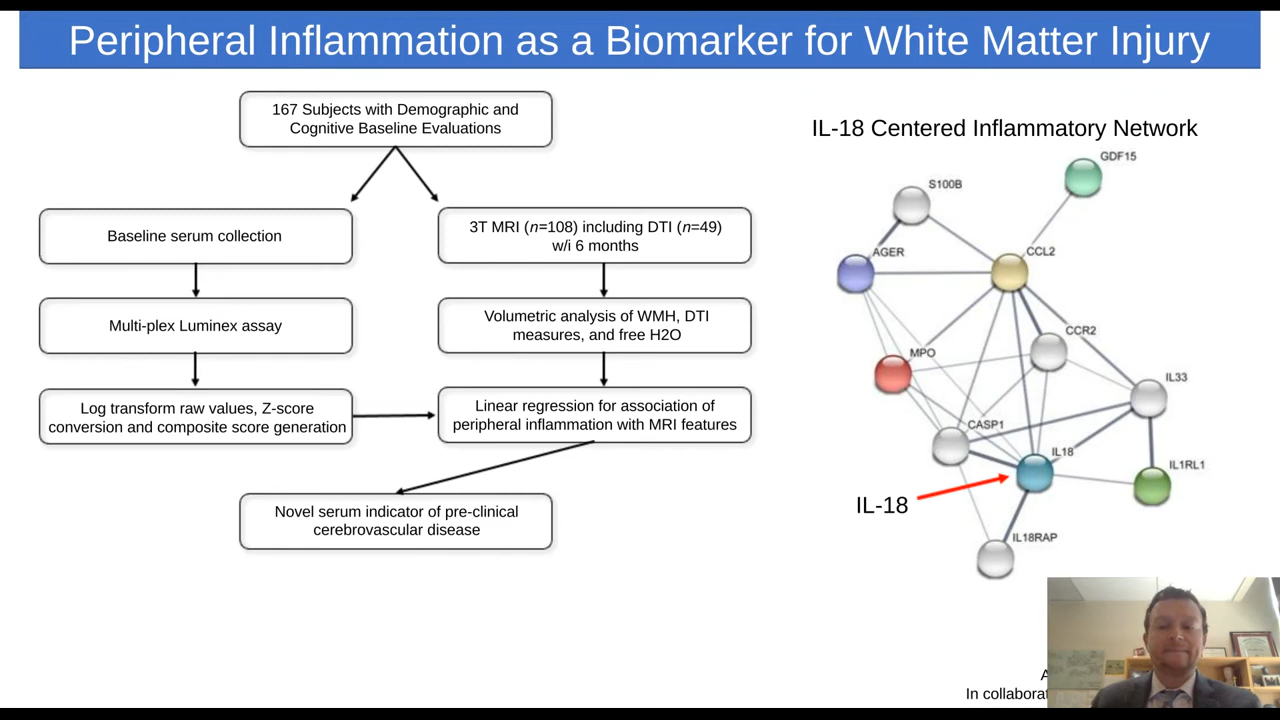 Peripheral Inflammation as a Biomarker for White Matter Injury
167 Subjects with Demographic and
Cognitive Baseline Evaluations
Baseline serum collection
3T MRI (n=108) including DTI (n=49)
w/i 6 months
Multi-plex Luminex assay
Volumetric analysis of WMH, DTI
measures, and free H2O
Log transform raw values, Z-score
conversion and composite score generation
Linear regression for association of
peripheral inflammation with MRI features
Novel serum indicator of pre-clinical
cerebrovascular disease
IL-18 Centered Inflammatory Network
GDF15
S100B
AGER
CCL2
CCR2
MPO
IL33
CASP1
IL18
IL1RL1
IL-18
IL18RAP
In